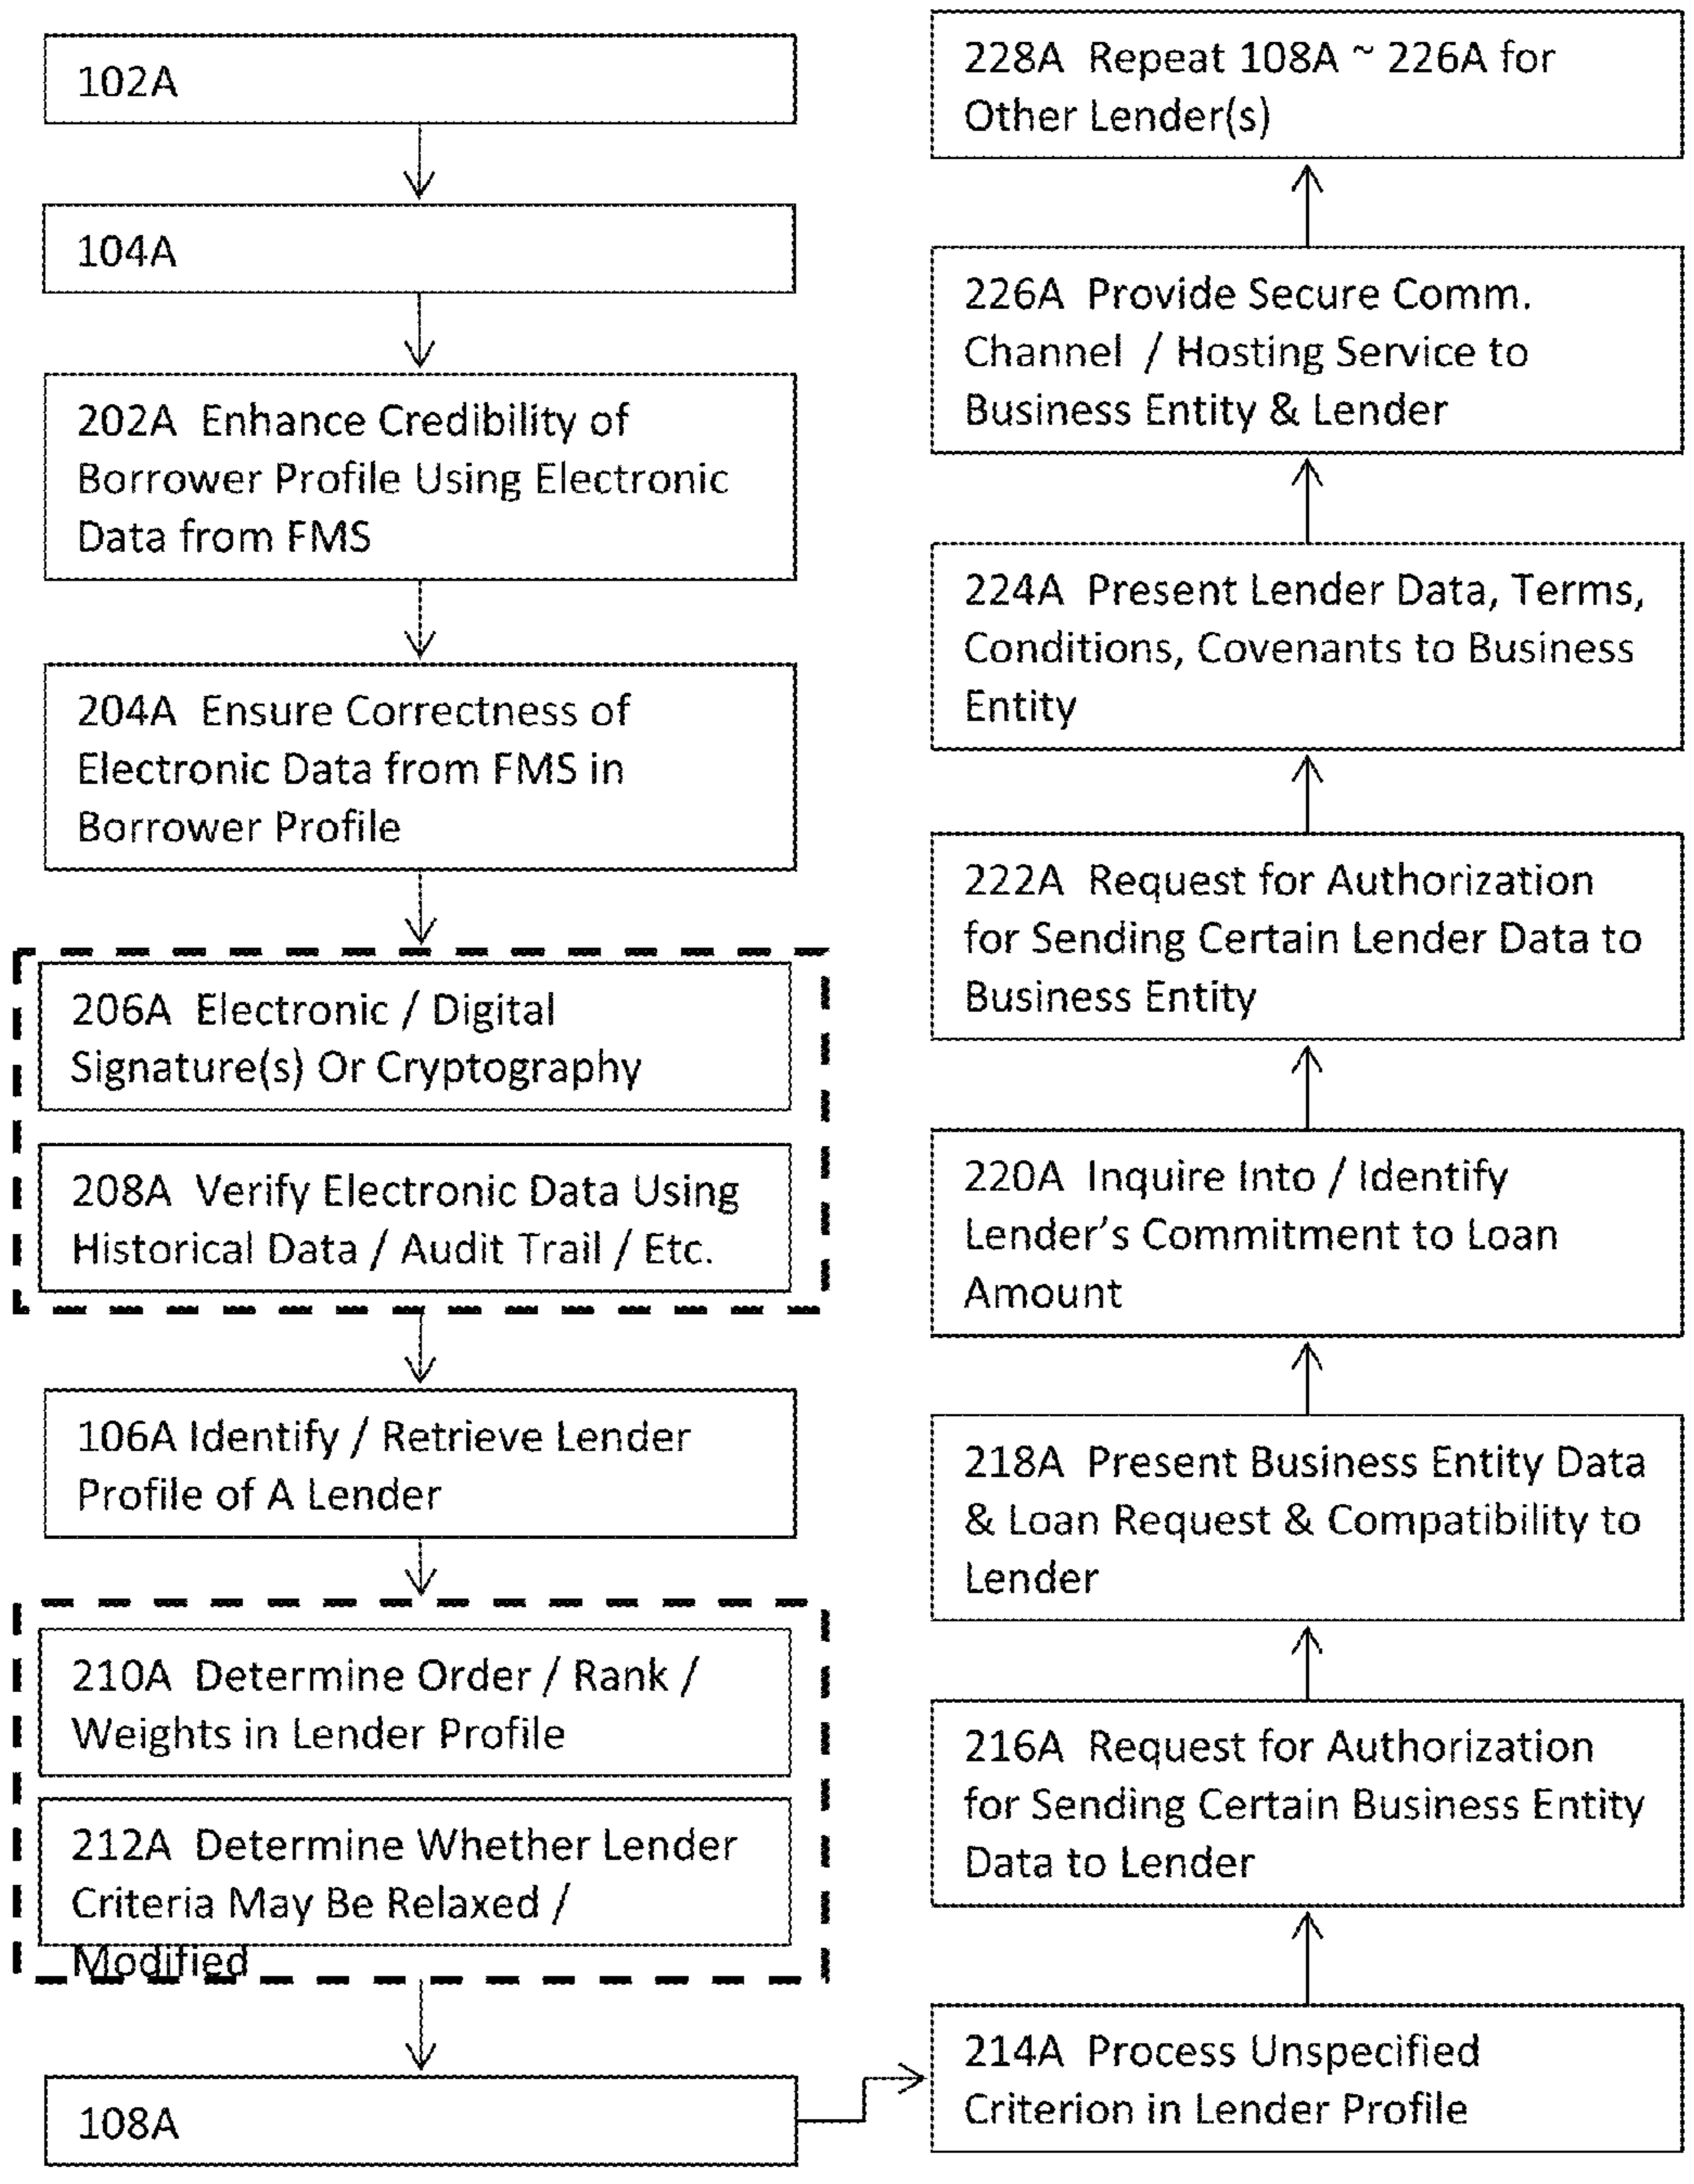 102A
104A
202A Enhance Credibility of
Borrower Profile Using Electronic
Data from FMS
204A Ensure Correctness of
Electronic Data from FMS in
Borrower Profile
206A Electronic / Digital
Signature(s) Or Cryptography
208A Verify Electronic Data Using
Historical Data / Audit Trail / Etc.
106A Identify / Retrieve Lender
Profile of A Lender
210A Determine Order / Rank /
Weights in Lender Profile
212A Determine Whether Lender
Criteria May Be Relaxed /
Modified
108A
214A Process Unspecified
Criterion in Lender Profile
216A Request for Authorization
for Sending Certain Business Entity
Data to Lender
218A Present Business Entity Data
& Loan Request & Compatibility to
Lender
220A Inquire Into / Identify
Lender's Commitment to Loan
Amount
222A Request for Authorization
for Sending Certain Lender Data to
Business Entity
224A Present Lender Data, Terms,
Conditions, Covenants to Business
Entity
226A Provide Secure Comm.
Channel / Hosting Service to
Business Entity & Lender
228A Repeat 108A ~ 226A for
Other Lender(s)